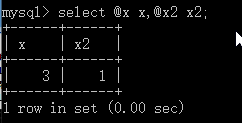 mysql> select @x x,@x2 x2;
+------+------+
| x    | x2   |
+------+------+
|    3 |    1 |
+------+------+
1 row in set (0.00 sec)